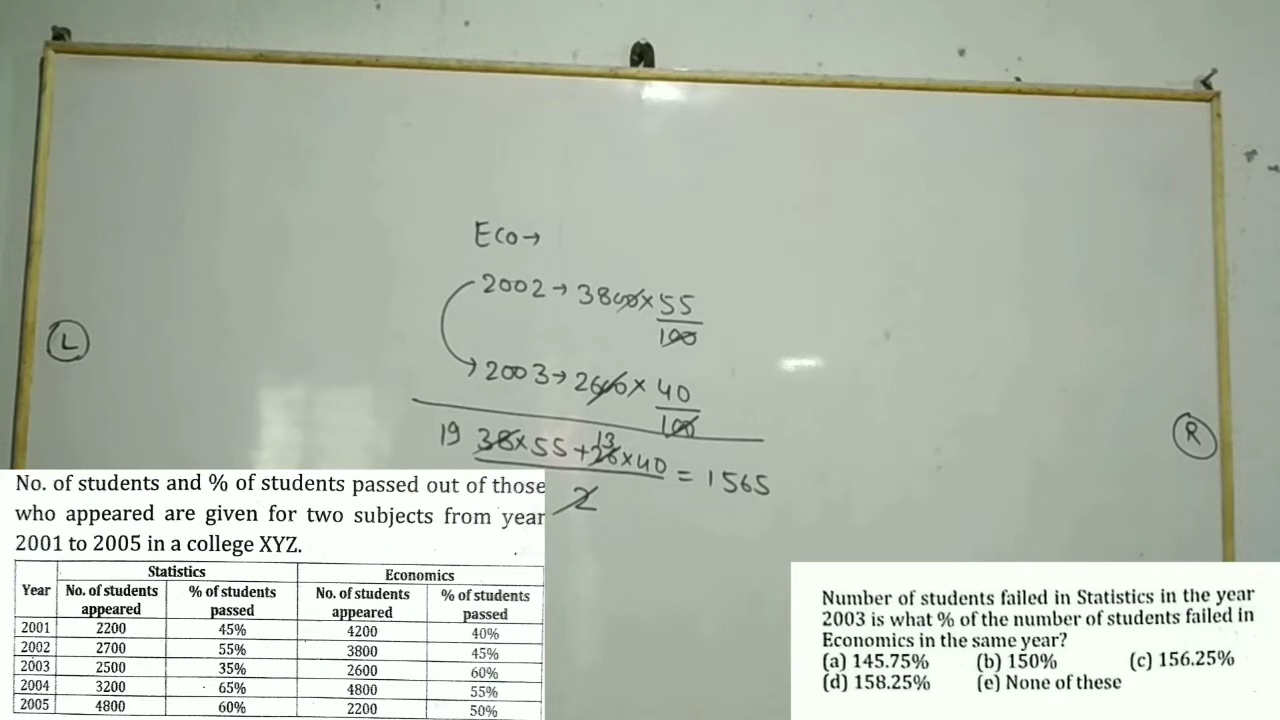 Eco→
2002→3800×55
100
2003→2600×40
100
19 38×55+26×40 = 1565
13
2
L
R
No. of students and % of students passed out of those
who appeared are given for two subjects from year
2001 to 2005 in a college XYZ.
Year Statistics Economics
No. of students appeared % of students passed No. of students appeared % of students passed
2001 2200 45% 4200 40%
2002 2700 55% 3800 45%
2003 2500 35% 2600 60%
2004 3200 65% 4800 55%
2005 4800 60% 2200 50%
Number of students failed in Statistics in the year
2003 is what % of the number of students failed in
Economics in the same year?
(a) 145.75% (b) 150% (c) 156.25%
(d) 158.25% (e) None of these